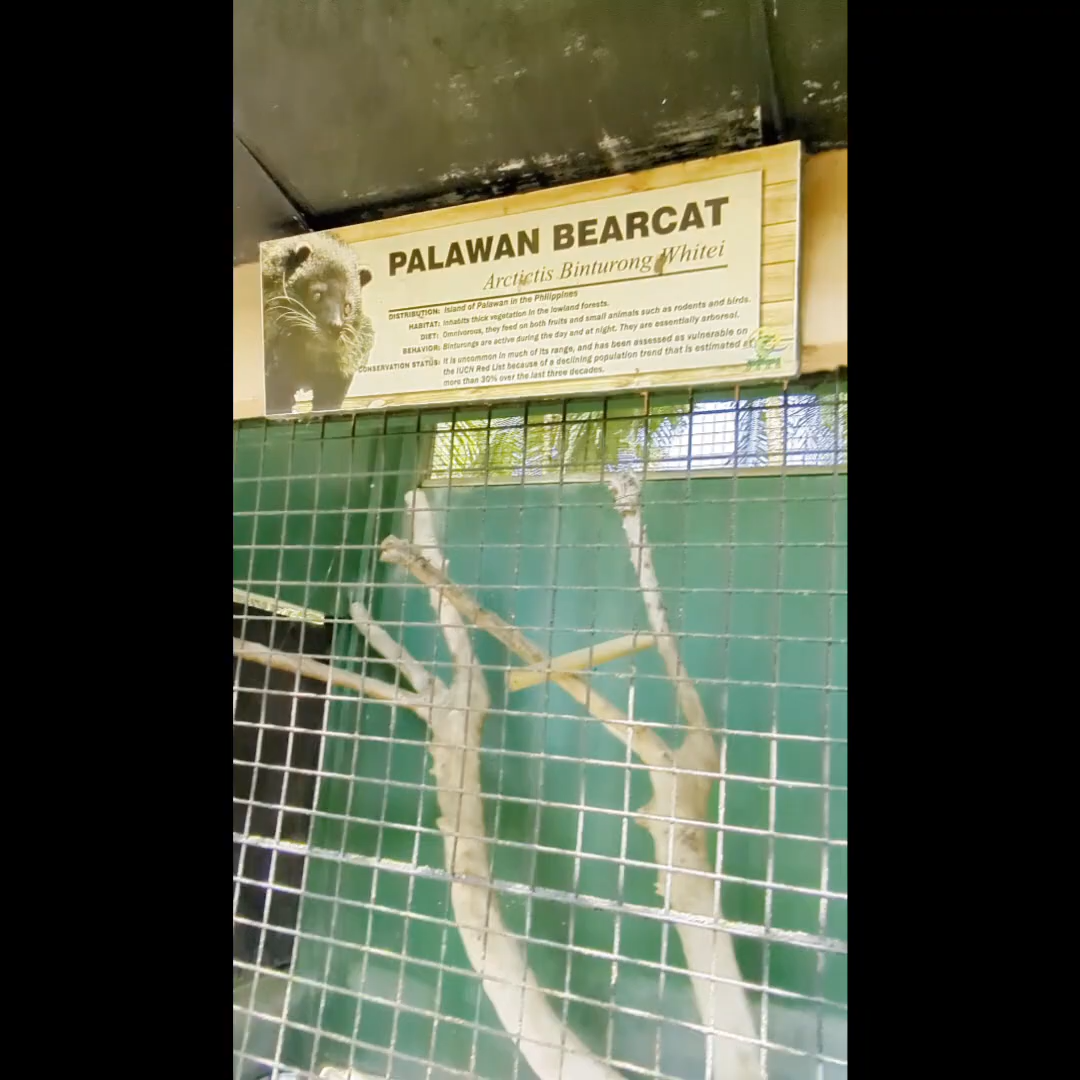 PALAWAN BEARCAT
Arctictis Binturong Whitei
DISTRIBUTION: Island of Palawan in the Philippines
HABITAT: Inhabits thick vegetation in the lowland forests.
DIET: Omnivorous, they feed on both fruits and small animals such as rodents and birds.
BEHAVIOR: Binturongs are active during the day and at night. They are essentially arboreal.
CONSERVATION STATUS: It is uncommon in much of its range, and has been assessed as vulnerable on
the IUCN Red List because of a declining population trend that is estimated at
more than 30% over the last three decades.